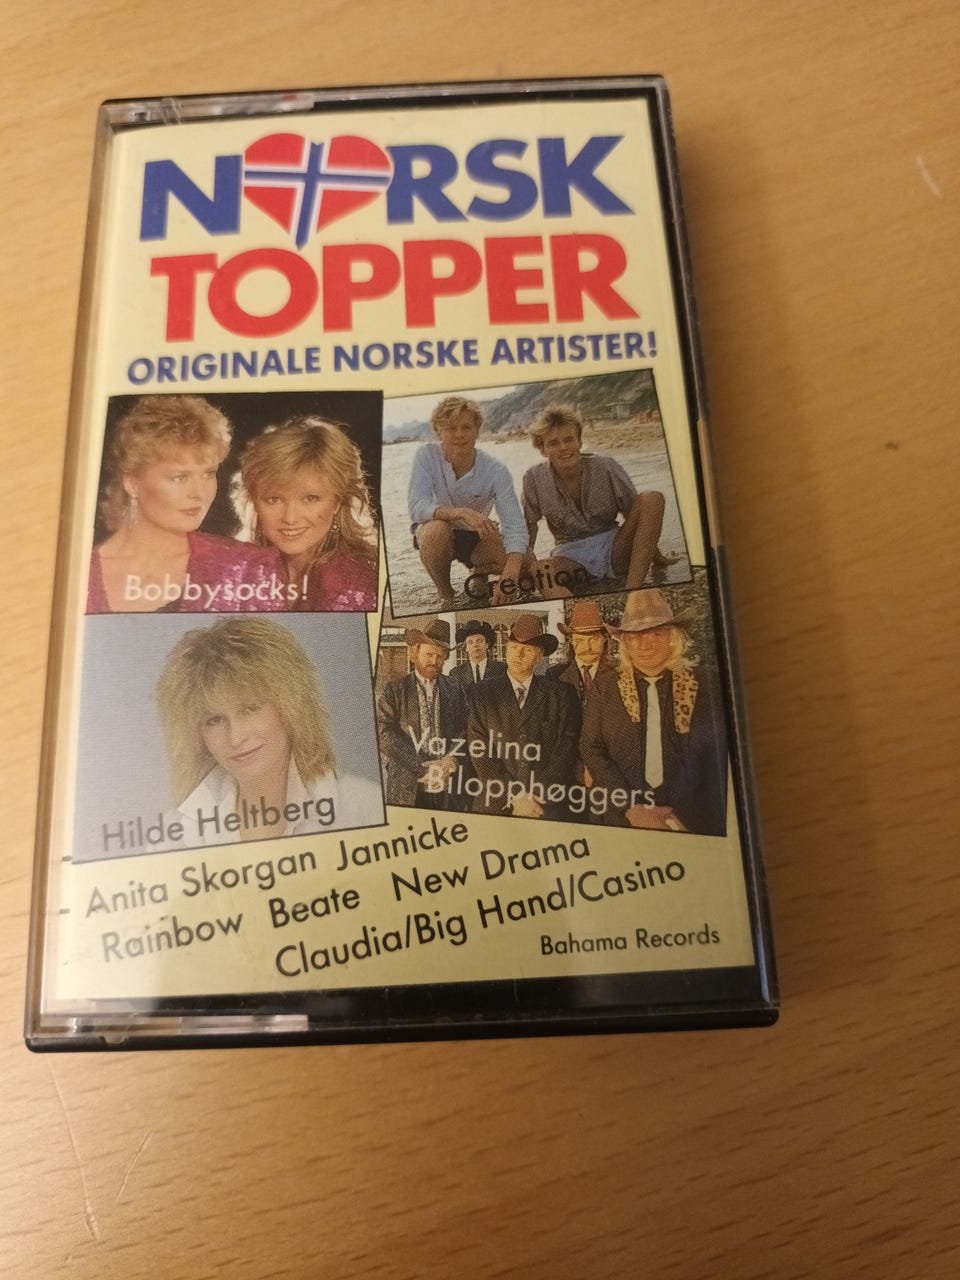 NORSK
TOPPER
ORIGINALE NORSKE ARTISTER!
Bobbysocks!
Creation
Hilde Heltberg
Vazelina
Bilopphøggers
Anita Skorgan Jannicke
Rainbow Beate New Drama
Claudia/Big Hand/Casino
Bahama Records